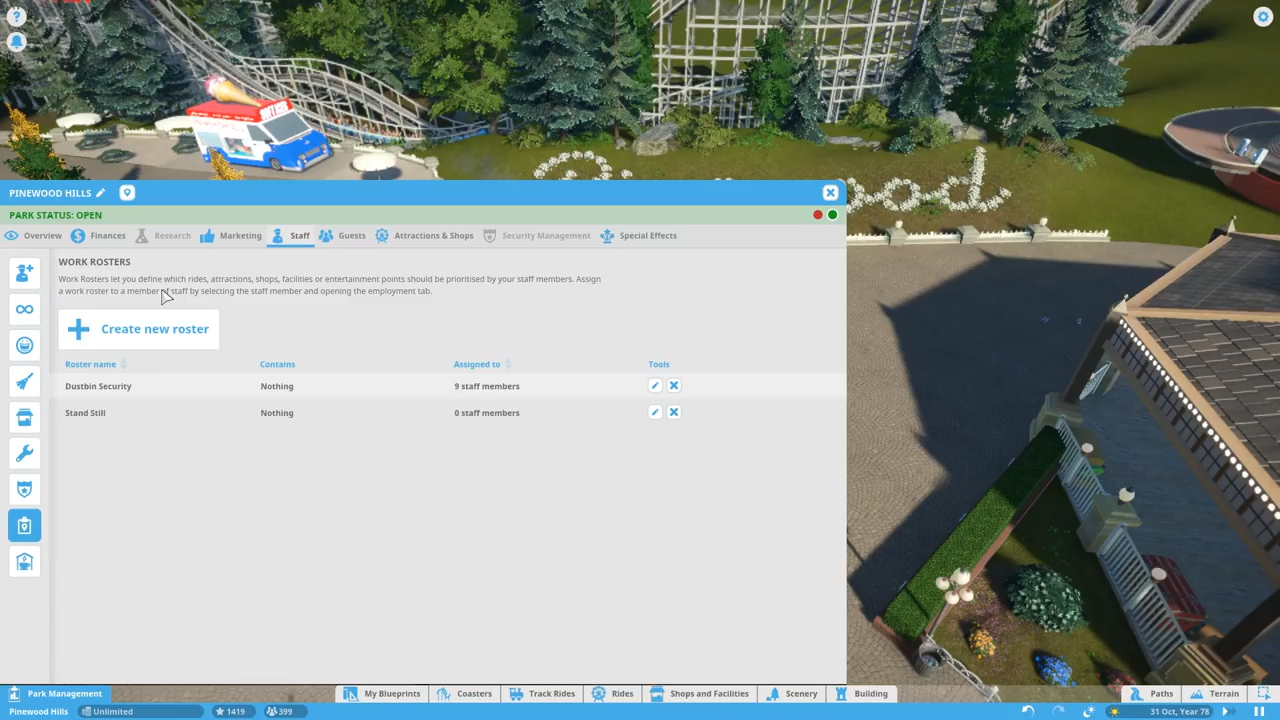 PINEWOOD HILLS
PARK STATUS: OPEN
Overview Finances Research Marketing Staff Guests Attractions & Shops Security Management Special Effects
WORK ROSTERS
Work Rosters let you define which rides, attractions, shops, facilities or entertainment points should be prioritised by your staff members. Assign
a work roster to a member of staff by selecting the staff member and opening the employment tab.
Create new roster
Roster name Contains Assigned to Tools
Dustbin Security Nothing 9 staff members
Stand Still Nothing 0 staff members
Park Management My Blueprints Coasters Track Rides Rides Shops and Facilities Scenery Building Paths Terrain
Pinewood Hills Unlimited 1419 399 31 Oct, Year 78